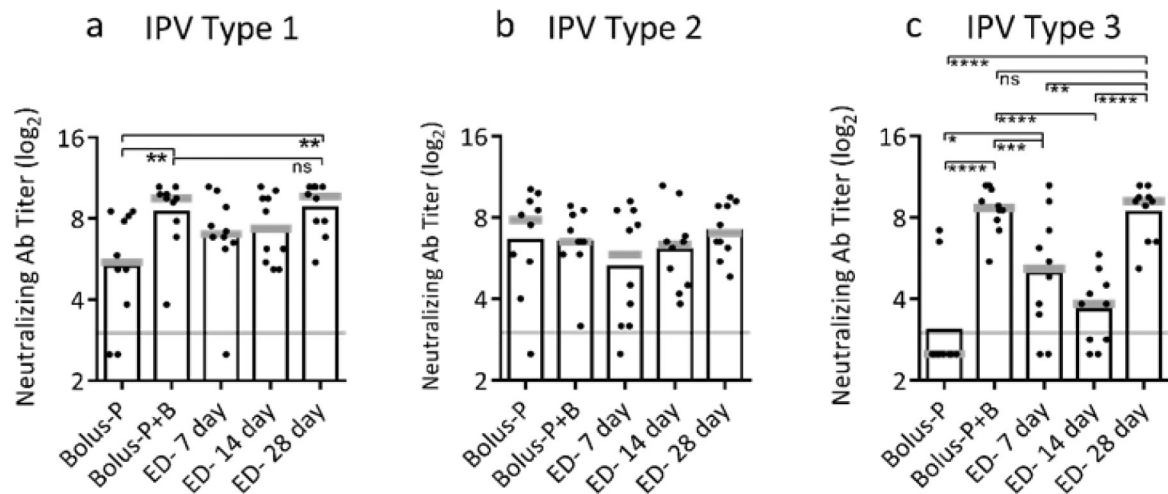 a IPV Type 1
b IPV Type 2
c IPV Type 3
Neutralizing Ab Titer (log2)
16
8
4
2
**
**
ns
Bolus-P
Bolus-P+B
ED- 7 day
ED- 14 day
ED- 28 day
Neutralizing Ab Titer (log2)
16
8
4
2
Bolus-P
Bolus-P+B
ED- 7 day
ED- 14 day
ED- 28 day
Neutralizing Ab Titer (log2)
16
8
4
2
****
ns
**
****
****
*
***
****
Bolus-P
Bolus-P+B
ED- 7 day
ED- 14 day
ED- 28 day